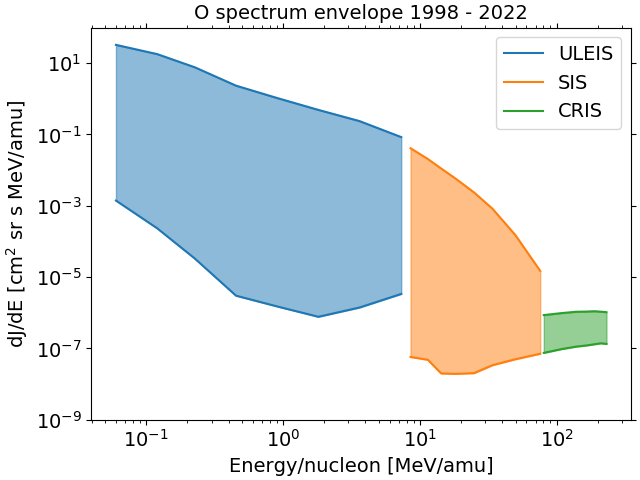 O spectrum envelope 1998 - 2022
ULEIS
SIS
CRIS
dJ/dE [cm² sr s MeV/amu]
10¹
10⁻¹
10⁻³
10⁻⁵
10⁻⁷
10⁻⁹
10⁻¹ 10⁰ 10¹ 10²
Energy/nucleon [MeV/amu]